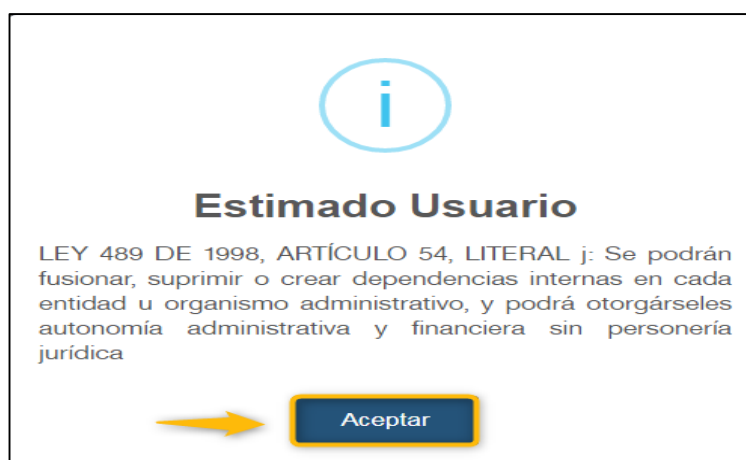 i
Estimado Usuario
LEY 489 DE 1998, ARTÍCULO 54, LITERAL j: Se podrán
fusionar, suprimir o crear dependencias internas en cada
entidad u organismo administrativo, y podrá otorgárseles
autonomía administrativa y financiera sin personería
jurídica
Aceptar